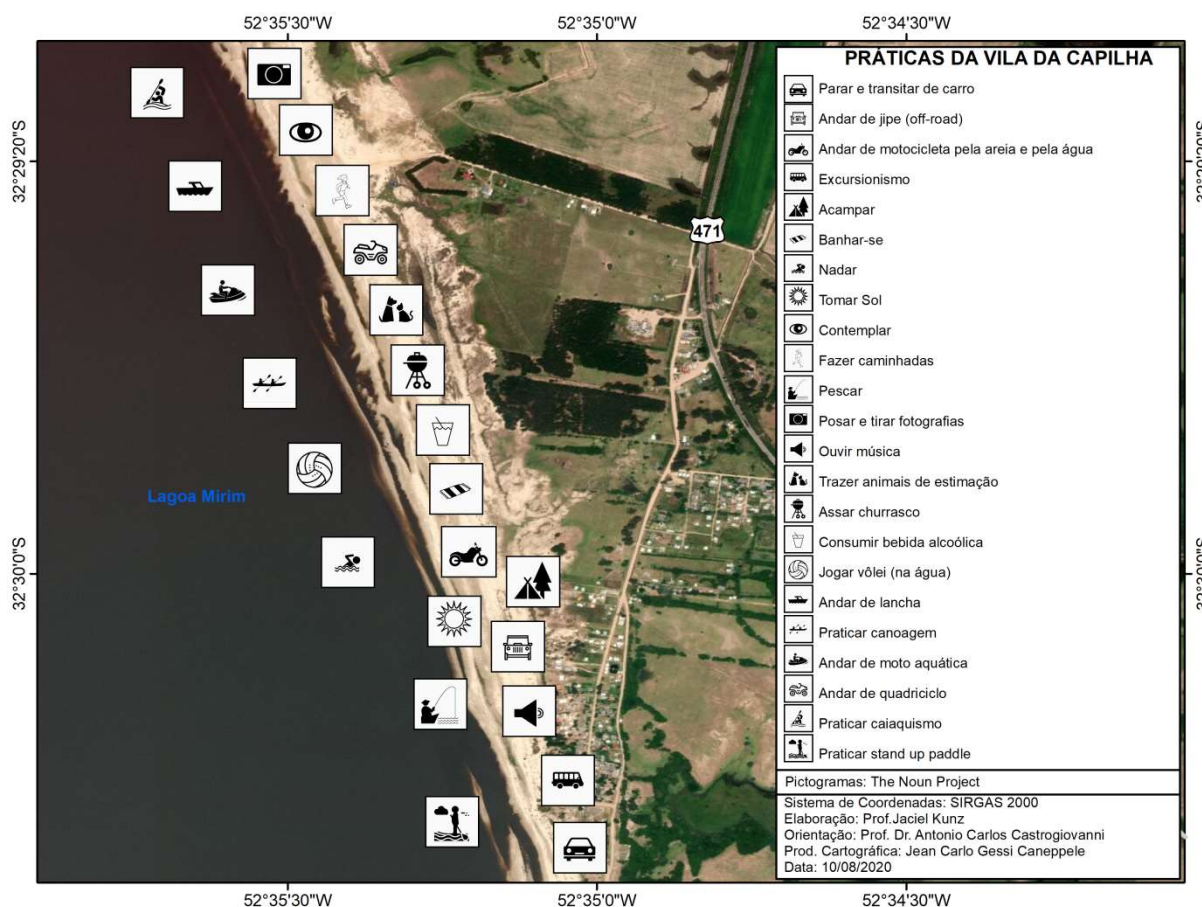 52°35'30"W 52°35'0"W 52°34'30"W
32°29'20"S
32°30'0"S
Lagoa Mirim
471
PRÁTICAS DA VILA DA CAPILHA
Parar e transitar de carro
Andar de jipe (off-road)
Andar de motocicleta pela areia e pela água
Excursionismo
Acampar
Banhar-se
Nadar
Tomar Sol
Contemplar
Fazer caminhadas
Pescar
Posar e tirar fotografias
Ouvir música
Trazer animais de estimação
Assar churrasco
Consumir bebida alcoólica
Jogar vôlei (na água)
Andar de lancha
Praticar canoagem
Andar de moto aquática
Andar de quadriciclo
Praticar caiaquismo
Praticar stand up paddle
Pictogramas: The Noun Project
Sistema de Coordenadas: SIRGAS 2000
Elaboração: Prof.Jaciel Kunz
Orientação: Prof. Dr. Antonio Carlos Castrogiovanni
Prod. Cartográfica: Jean Carlo Gessi Caneppele
Data: 10/08/2020
52°35'30"W 52°35'0"W 52°34'30"W